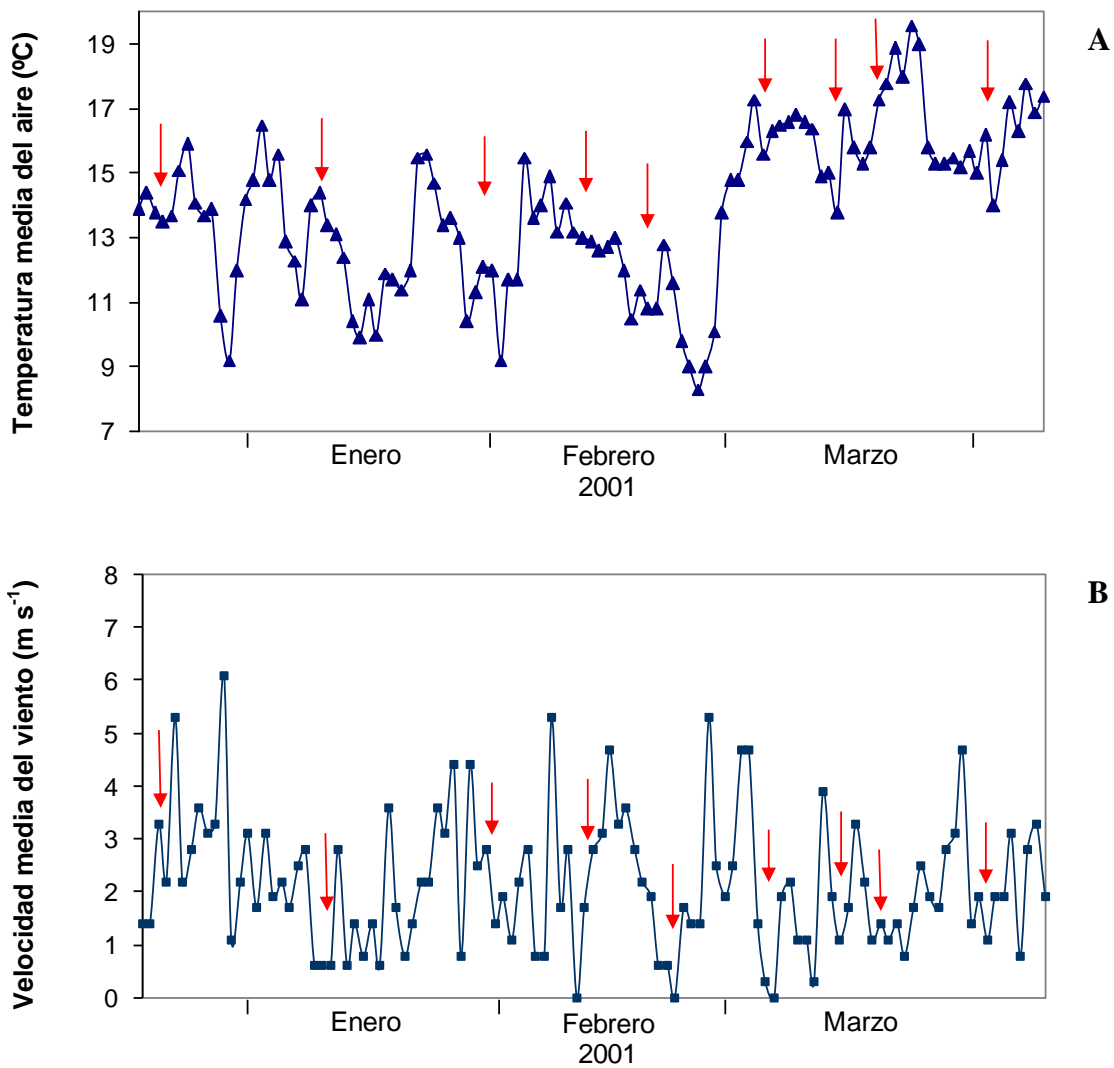 A
Temperatura media del aire (ºC)
19
17
15
13
11
9
7
Enero
Febrero
Marzo
2001
B
Velocidad media del viento (m s-1)
8
7
6
5
4
3
2
1
0
Enero
Febrero
Marzo
2001